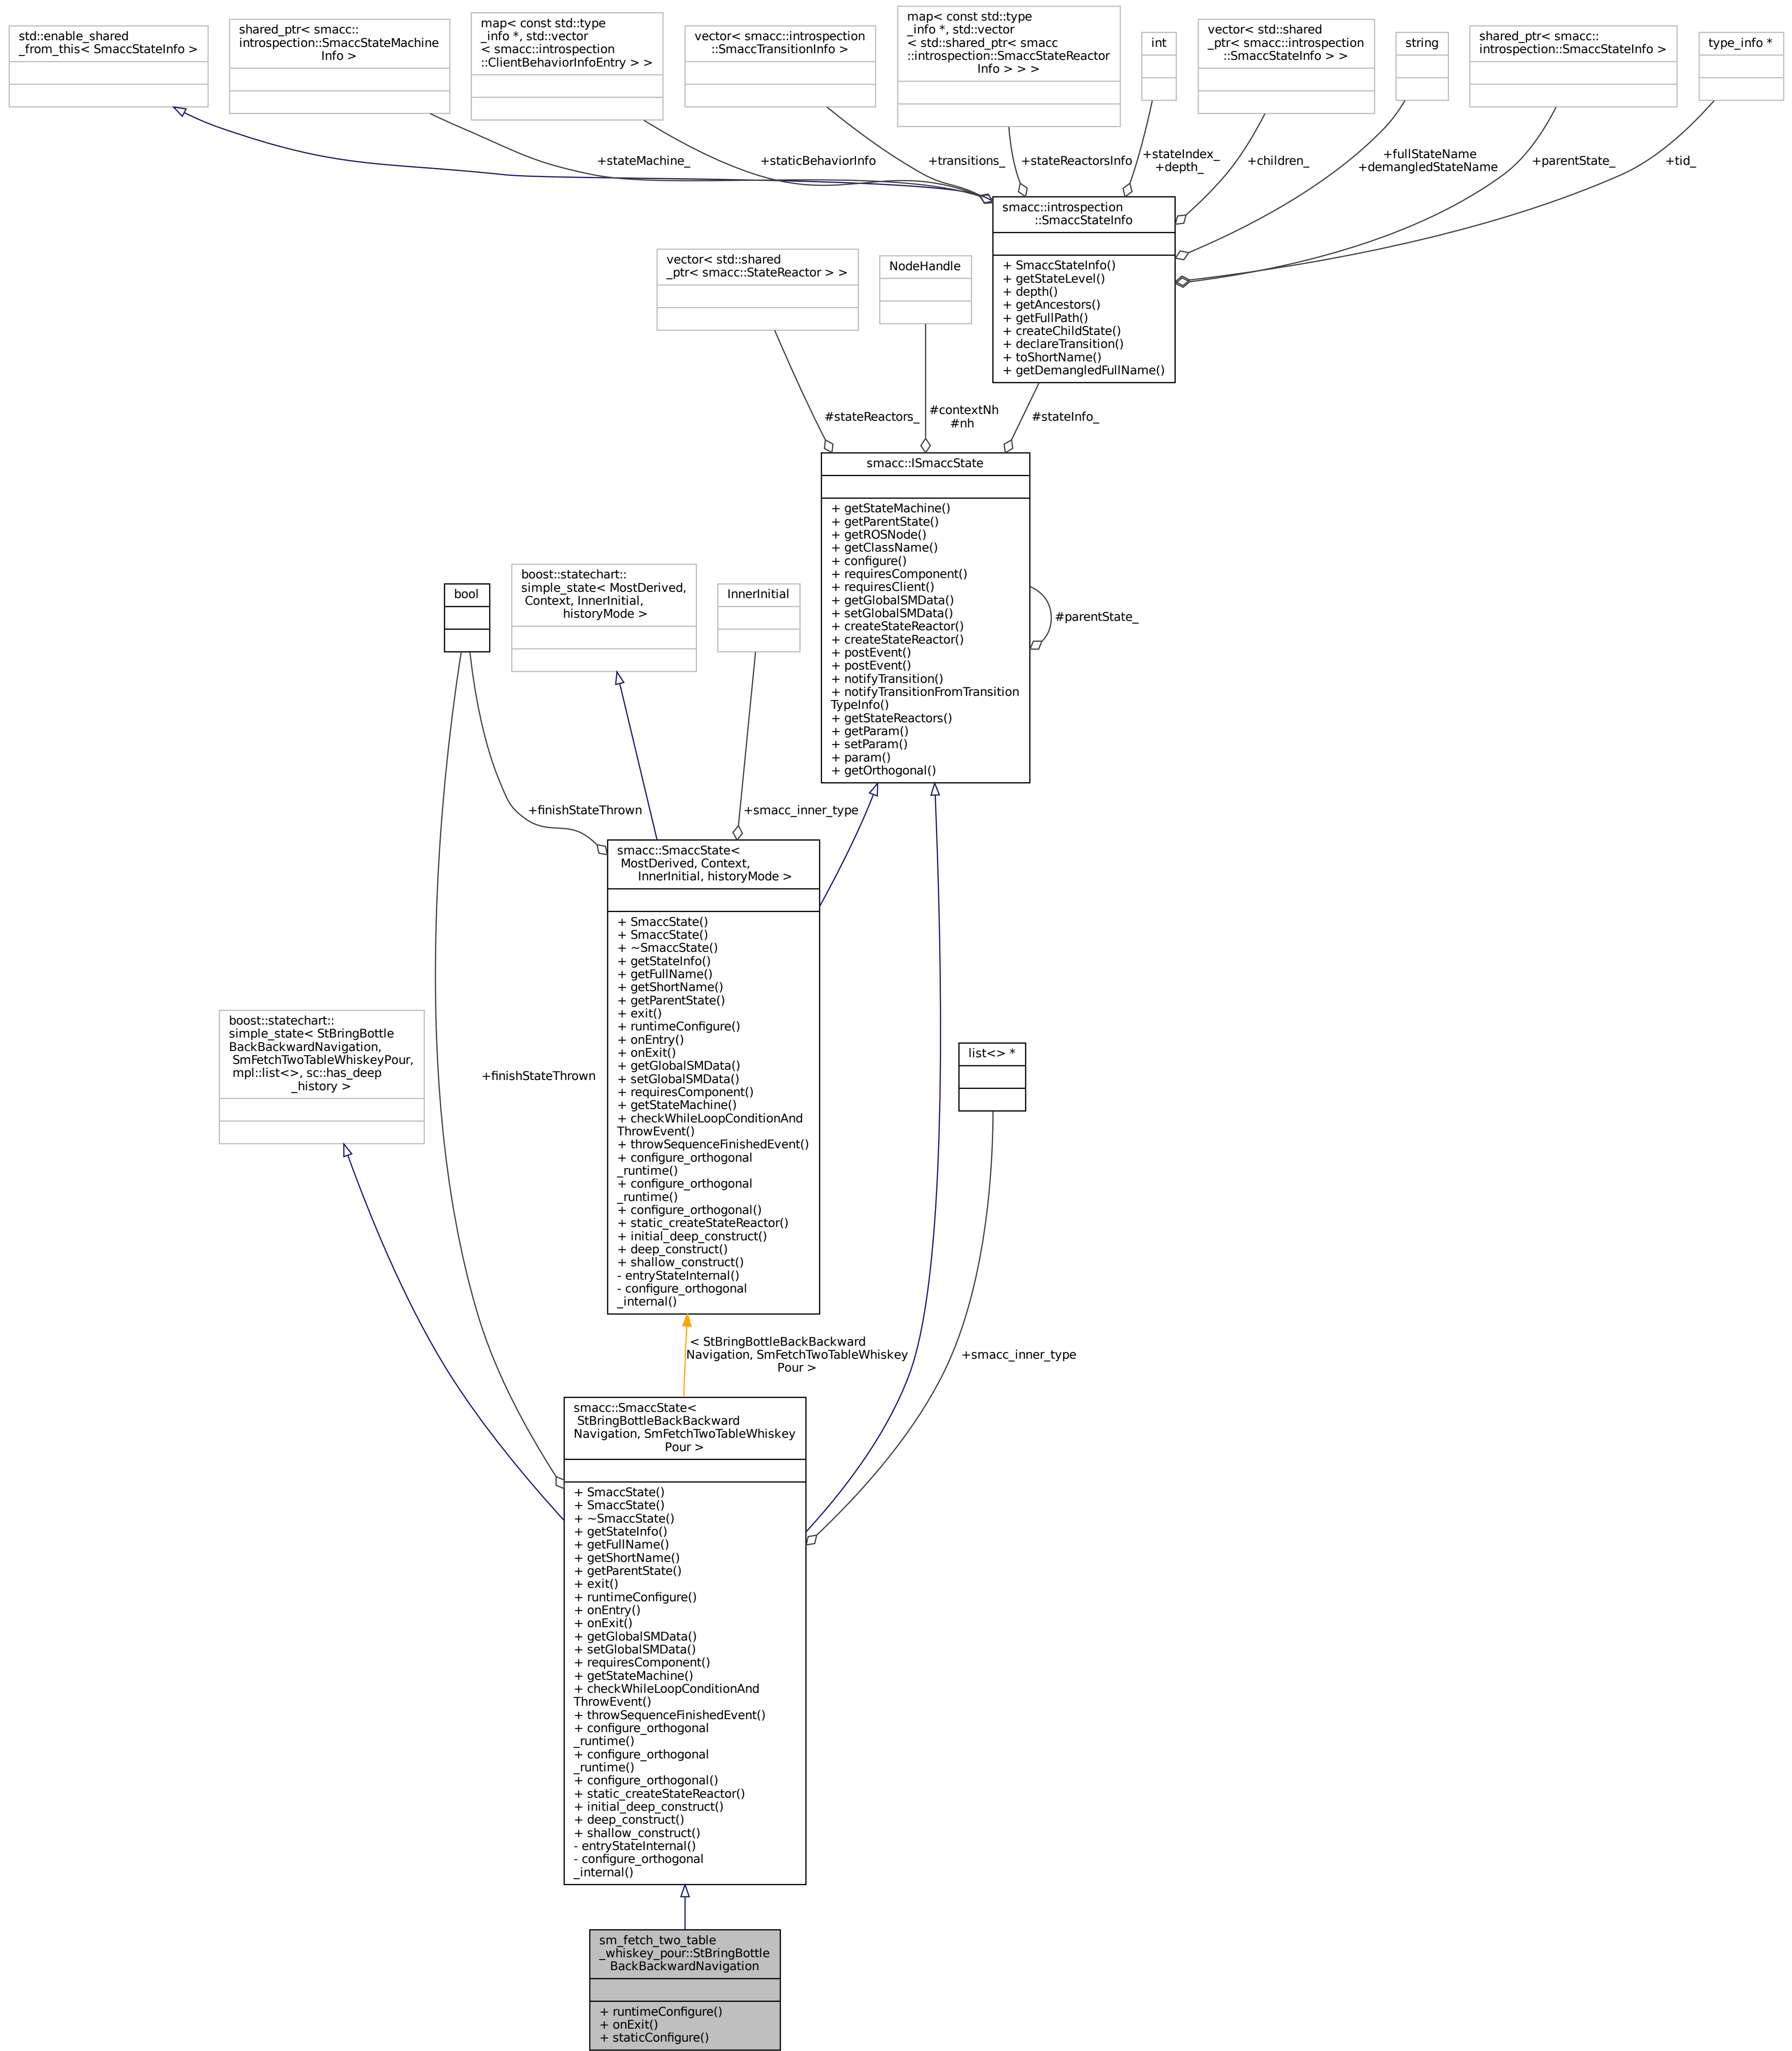 std::enable_shared
_from_this< SmaccStateInfo >
shared_ptr< smacc::
introspection::SmaccStateMachine
Info >
map< const std::type
_info *, std::vector
< smacc::introspection
::ClientBehaviorInfoEntry > >
vector< smacc::introspection
::SmaccTransitionInfo >
map< const std::type
_info *, std::vector
< std::shared_ptr< smacc
::introspection::SmaccStateReactor
Info > > >
int
vector< std::shared
_ptr< smacc::introspection
::SmaccStateInfo > >
string
shared_ptr< smacc::
introspection::SmaccStateInfo >
type_info *
+stateMachine_
+staticBehaviorInfo
+transitions_
+stateReactorsInfo
+stateIndex_
+depth_
+children_
+fullStateName
+demangledStateName
+parentState_
+tid_
smacc::introspection
::SmaccStateInfo
+ SmaccStateInfo()
+ getStateLevel()
+ depth()
+ getAncestors()
+ getFullPath()
+ createChildState()
+ declareTransition()
+ toShortName()
+ getDemangledFullName()
vector< std::shared
_ptr< smacc::StateReactor > >
NodeHandle
#stateReactors_
#contextNh
#nh
#stateInfo_
smacc::ISmaccState
+ getStateMachine()
+ getParentState()
+ getROSNode()
+ getClassName()
+ configure()
+ requiresComponent()
+ requiresClient()
+ getGlobalSMData()
+ setGlobalSMData()
+ createStateReactor()
+ createStateReactor()
+ postEvent()
+ postEvent()
+ notifyTransition()
+ notifyTransitionFromTransition
TypeInfo()
+ getStateReactors()
+ getParam()
+ setParam()
+ param()
+ getOrthogonal()
#parentState_
bool
boost::statechart::
simple_state< MostDerived,
Context, InnerInitial,
historyMode >
InnerInitial
+finishStateThrown
+smacc_inner_type
smacc::SmaccState<
MostDerived, Context,
InnerInitial, historyMode >
+ SmaccState()
+ SmaccState()
+ ~SmaccState()
+ getStateInfo()
+ getFullName()
+ getShortName()
+ getParentState()
+ exit()
+ runtimeConfigure()
+ onEntry()
+ onExit()
+ getGlobalSMData()
+ setGlobalSMData()
+ requiresComponent()
+ getStateMachine()
+ checkWhileLoopConditionAnd
ThrowEvent()
+ throwSequenceFinishedEvent()
+ configure_orthogonal
_runtime()
+ configure_orthogonal
_runtime()
+ configure_orthogonal()
+ static_createStateReactor()
+ initial_deep_construct()
+ deep_construct()
+ shallow_construct()
- entryStateInternal()
- configure_orthogonal
_internal()
boost::statechart::
simple_state< StBringBottle
BackBackwardNavigation,
SmFetchTwoTableWhiskeyPour,
mpl::list<>, sc::has_deep
_history >
+finishStateThrown
list<> *
< StBringBottleBackBackward
Navigation, SmFetchTwoTableWhiskey
Pour >
+smacc_inner_type
smacc::SmaccState<
StBringBottleBackBackward
Navigation, SmFetchTwoTableWhiskey
Pour >
+ SmaccState()
+ SmaccState()
+ ~SmaccState()
+ getStateInfo()
+ getFullName()
+ getShortName()
+ getParentState()
+ exit()
+ runtimeConfigure()
+ onEntry()
+ onExit()
+ getGlobalSMData()
+ setGlobalSMData()
+ requiresComponent()
+ getStateMachine()
+ checkWhileLoopConditionAnd
ThrowEvent()
+ throwSequenceFinishedEvent()
+ configure_orthogonal
_runtime()
+ configure_orthogonal
_runtime()
+ configure_orthogonal()
+ static_createStateReactor()
+ initial_deep_construct()
+ deep_construct()
+ shallow_construct()
- entryStateInternal()
- configure_orthogonal
_internal()
sm_fetch_two_table
_whiskey_pour::StBringBottle
BackBackwardNavigation
+ runtimeConfigure()
+ onExit()
+ staticConfigure()